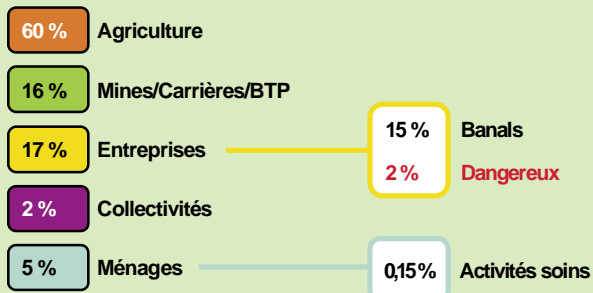 60 % Agriculture
16 % Mines/Carrières/BTP
17 % Entreprises
15 % Banals
2 % Dangereux
2 % Collectivités
5 % Ménages
0,15 % Activités soins